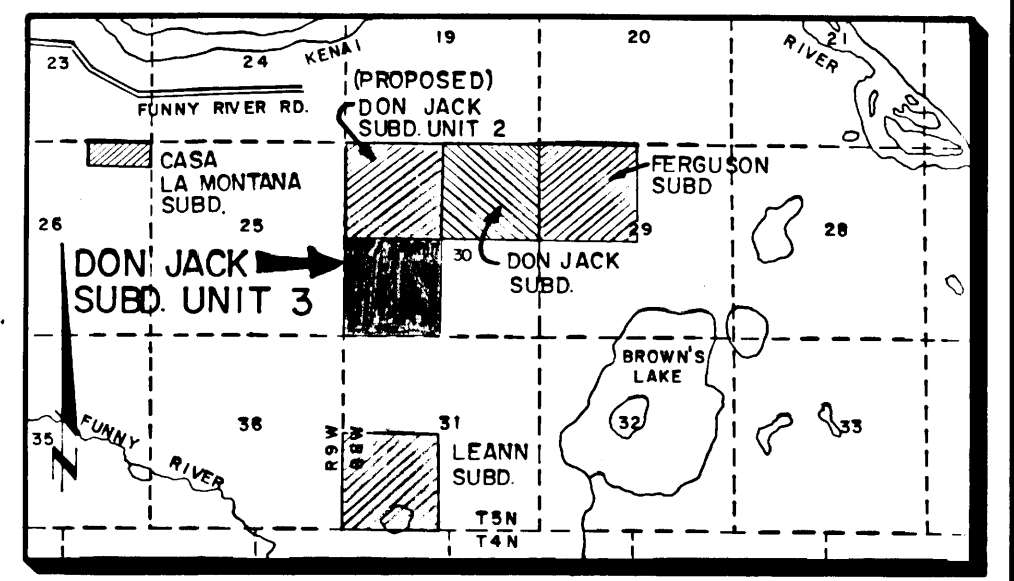 19
20
21
23
24
KENAI
RIVER
(PROPOSED)
DON JACK
SUBD. UNIT 2
FUNNY RIVER RD.
CASA
LA MONTANA
SUBD.
FERGUSON
SUBD
26
25
29
28
30
DON JACK
SUBD.
DON JACK
SUBD. UNIT 3
BROWN'S
LAKE
35
FUNNY
RIVER
36
31
32
33
R9W
R8W
LEANN
SUBD.
T5N
T4N
N